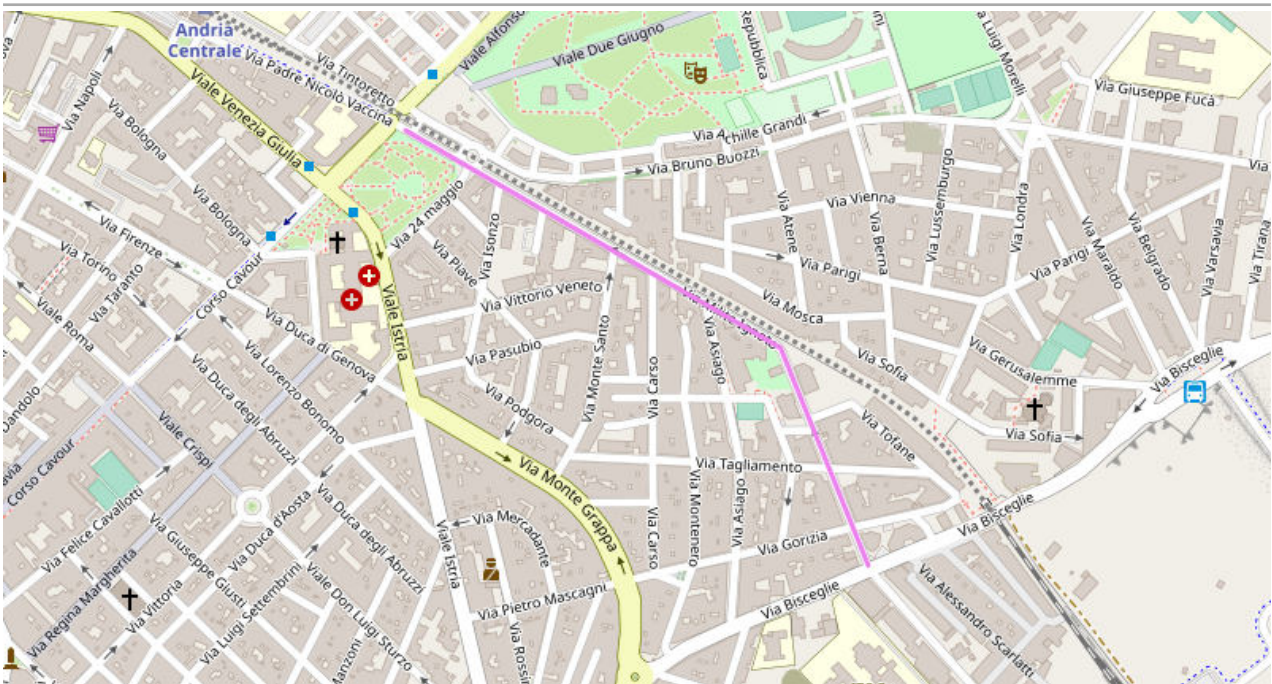 Andria
Centrale
Via Tintoretto
Via Padre Nicolò Vaccina
Viale Alfonso
Viale Due Giugno
Repubblica
Via Luigi Morelli
Via Giuseppe Fucà
Via Napoli
Via Bologna
Viale Venezia Giulia
Via Achille Grandi
Via Bruno Buozzi
Via Bologna
Via 24 maggio
Via Isonzo
Via Atene
Via Vienna
Via Berna
Via Lussemburgo
Via Londra
Via Maraldo
Via Belgrado
Via Varsavia
Via Tirana
Via Firenze
Via Torino
Via Taranto
Corso Cavour
Via Piave
Via Vittorio Veneto
Via Parigi
Via Parigi
Via Mosca
Viale Roma
Via Duca di Genova
Viale Istria
Via Pasubio
Via Monte Santo
Via Carso
Via Asiago
Via Sofia
Via Gerusalemme
Via Bisceglie
Via Lorenzo Bonomo
Via Duca degli Abruzzi
Via Podgora
Via Tofane
Via Sofia
Corso Cavour
Viale Crispi
Via Monte Grappa
Via Tagliamento
Via Montenero
Via Asiago
Via Felice Cavallotti
Via Duca d'Aosta
Via Duca degli Abruzzi
Viale Istria
Via Mercadante
Via Carso
Via Gorizia
Via Bisceglie
Via Regina Margherita
Via Vittoria
Via Giuseppe Giusti
Via Luigi Settembrini
Viale Don Luigi Sturzo
Via Pietro Mascagni
Via Bisceglie
Via Alessandro Scarlatti
Manzoni